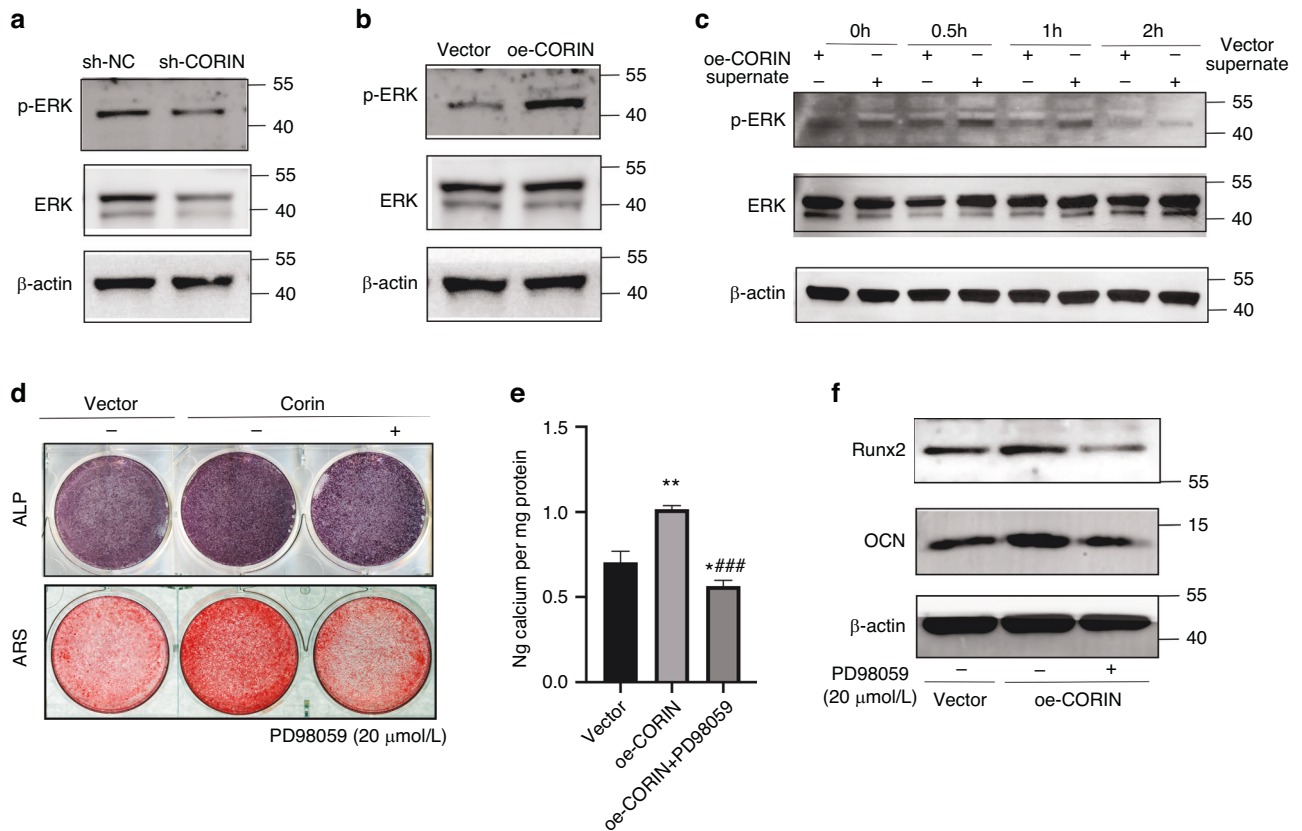 a
sh-NC sh-CORIN
p-ERK
55
40
ERK
55
40
β-actin
55
40
b
Vector oe-CORIN
p-ERK
55
40
ERK
55
40
β-actin
55
40
c
0h 0.5h 1h 2h
oe-CORIN + – + – + – + – Vector
supernate – + – + – + – + supernate
p-ERK
55
40
ERK
55
40
β-actin
55
40
d
Vector Corin
– – +
ALP
ARS
PD98059 (20 μmol/L)
e
Ng calcium per mg protein
1.5
1.0
0.5
0.0
**
*###
Vector
oe-CORIN
oe-CORIN+PD98059
f
Runx2
55
OCN
15
β-actin
55
40
PD98059 – – +
(20 μmol/L) Vector oe-CORIN